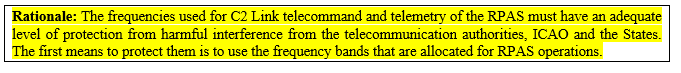 Rationale: The frequencies used for C2 Link telecommand and telemetry of the RPAS must have an adequate
level of protection from harmful interference from the telecommunication authorities, ICAO and the States.
The first means to protect them is to use the frequency bands that are allocated for RPAS operations.